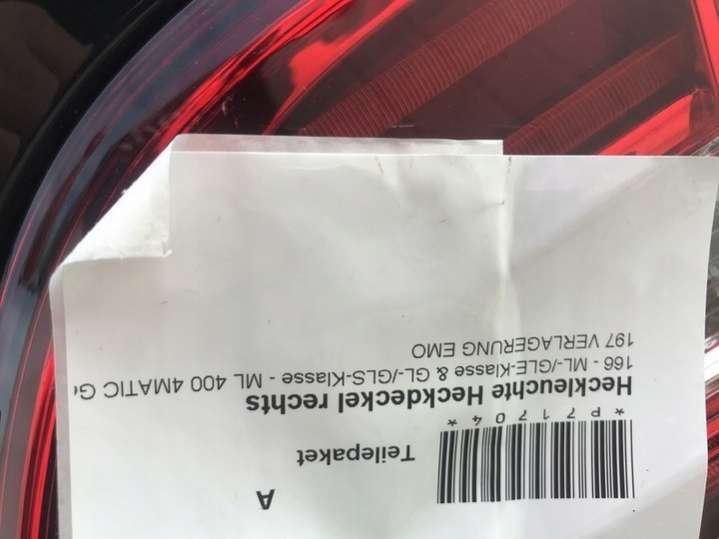 A
Teilepaket
*P71704*
Heckleuchte Heckdeckel rechts
166 - ML-/GLE-Klasse & GL-/GLS-Klasse - ML 400 4MATIC G
197 VERLAGERUNG EMO